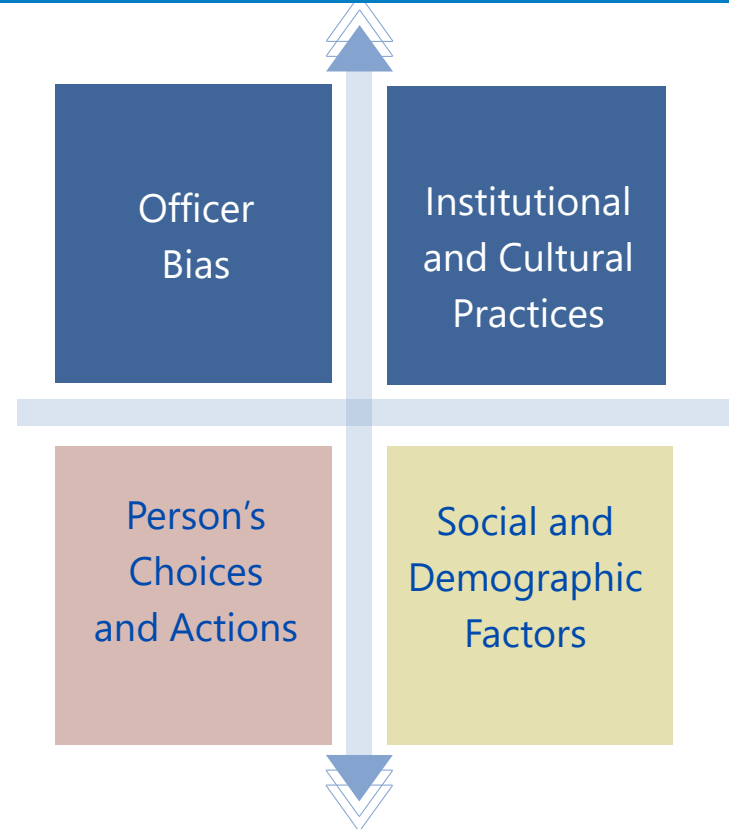 Officer
Bias
Institutional
and Cultural
Practices
Person’s
Choices
and Actions
Social and
Demographic
Factors